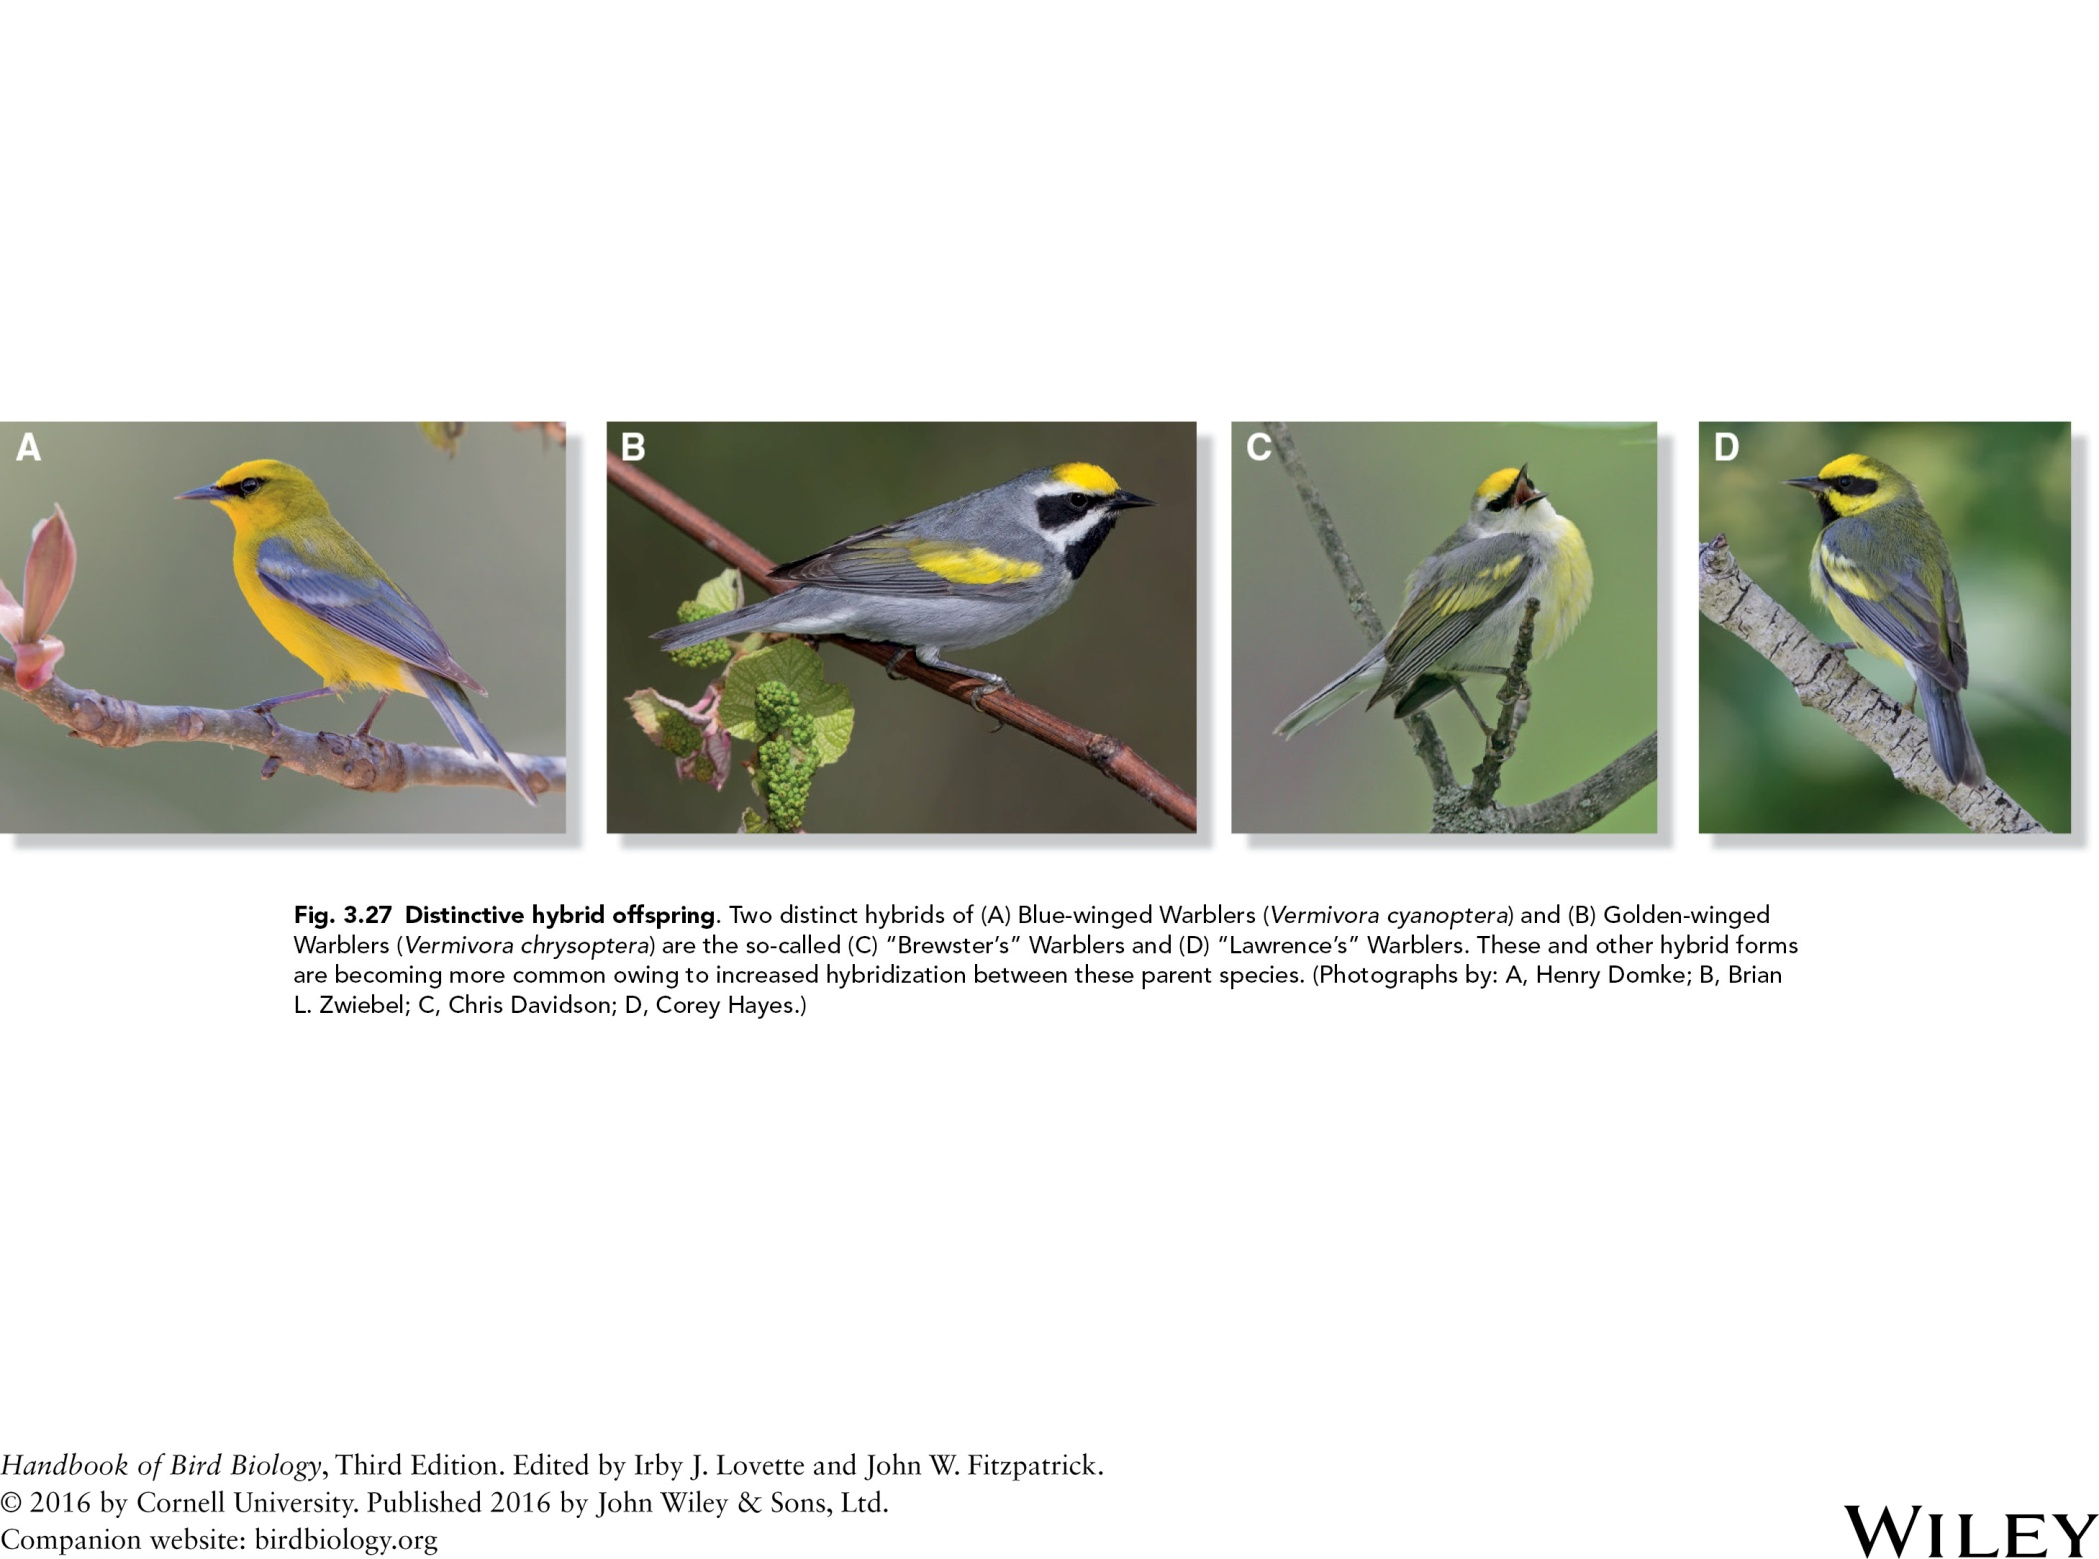 A
B
C
D
Fig. 3.27 Distinctive hybrid offspring. Two distinct hybrids of (A) Blue-winged Warblers (Vermivora cyanoptera) and (B) Golden-winged
Warblers (Vermivora chrysoptera) are the so-called (C) “Brewster’s” Warblers and (D) “Lawrence’s” Warblers. These and other hybrid forms
are becoming more common owing to increased hybridization between these parent species. (Photographs by: A, Henry Domke; B, Brian
L. Zwiebel; C, Chris Davidson; D, Corey Hayes.)
Handbook of Bird Biology, Third Edition. Edited by Irby J. Lovette and John W. Fitzpatrick.
© 2016 by Cornell University. Published 2016 by John Wiley & Sons, Ltd.
Companion website: birdbiology.org
WILEY